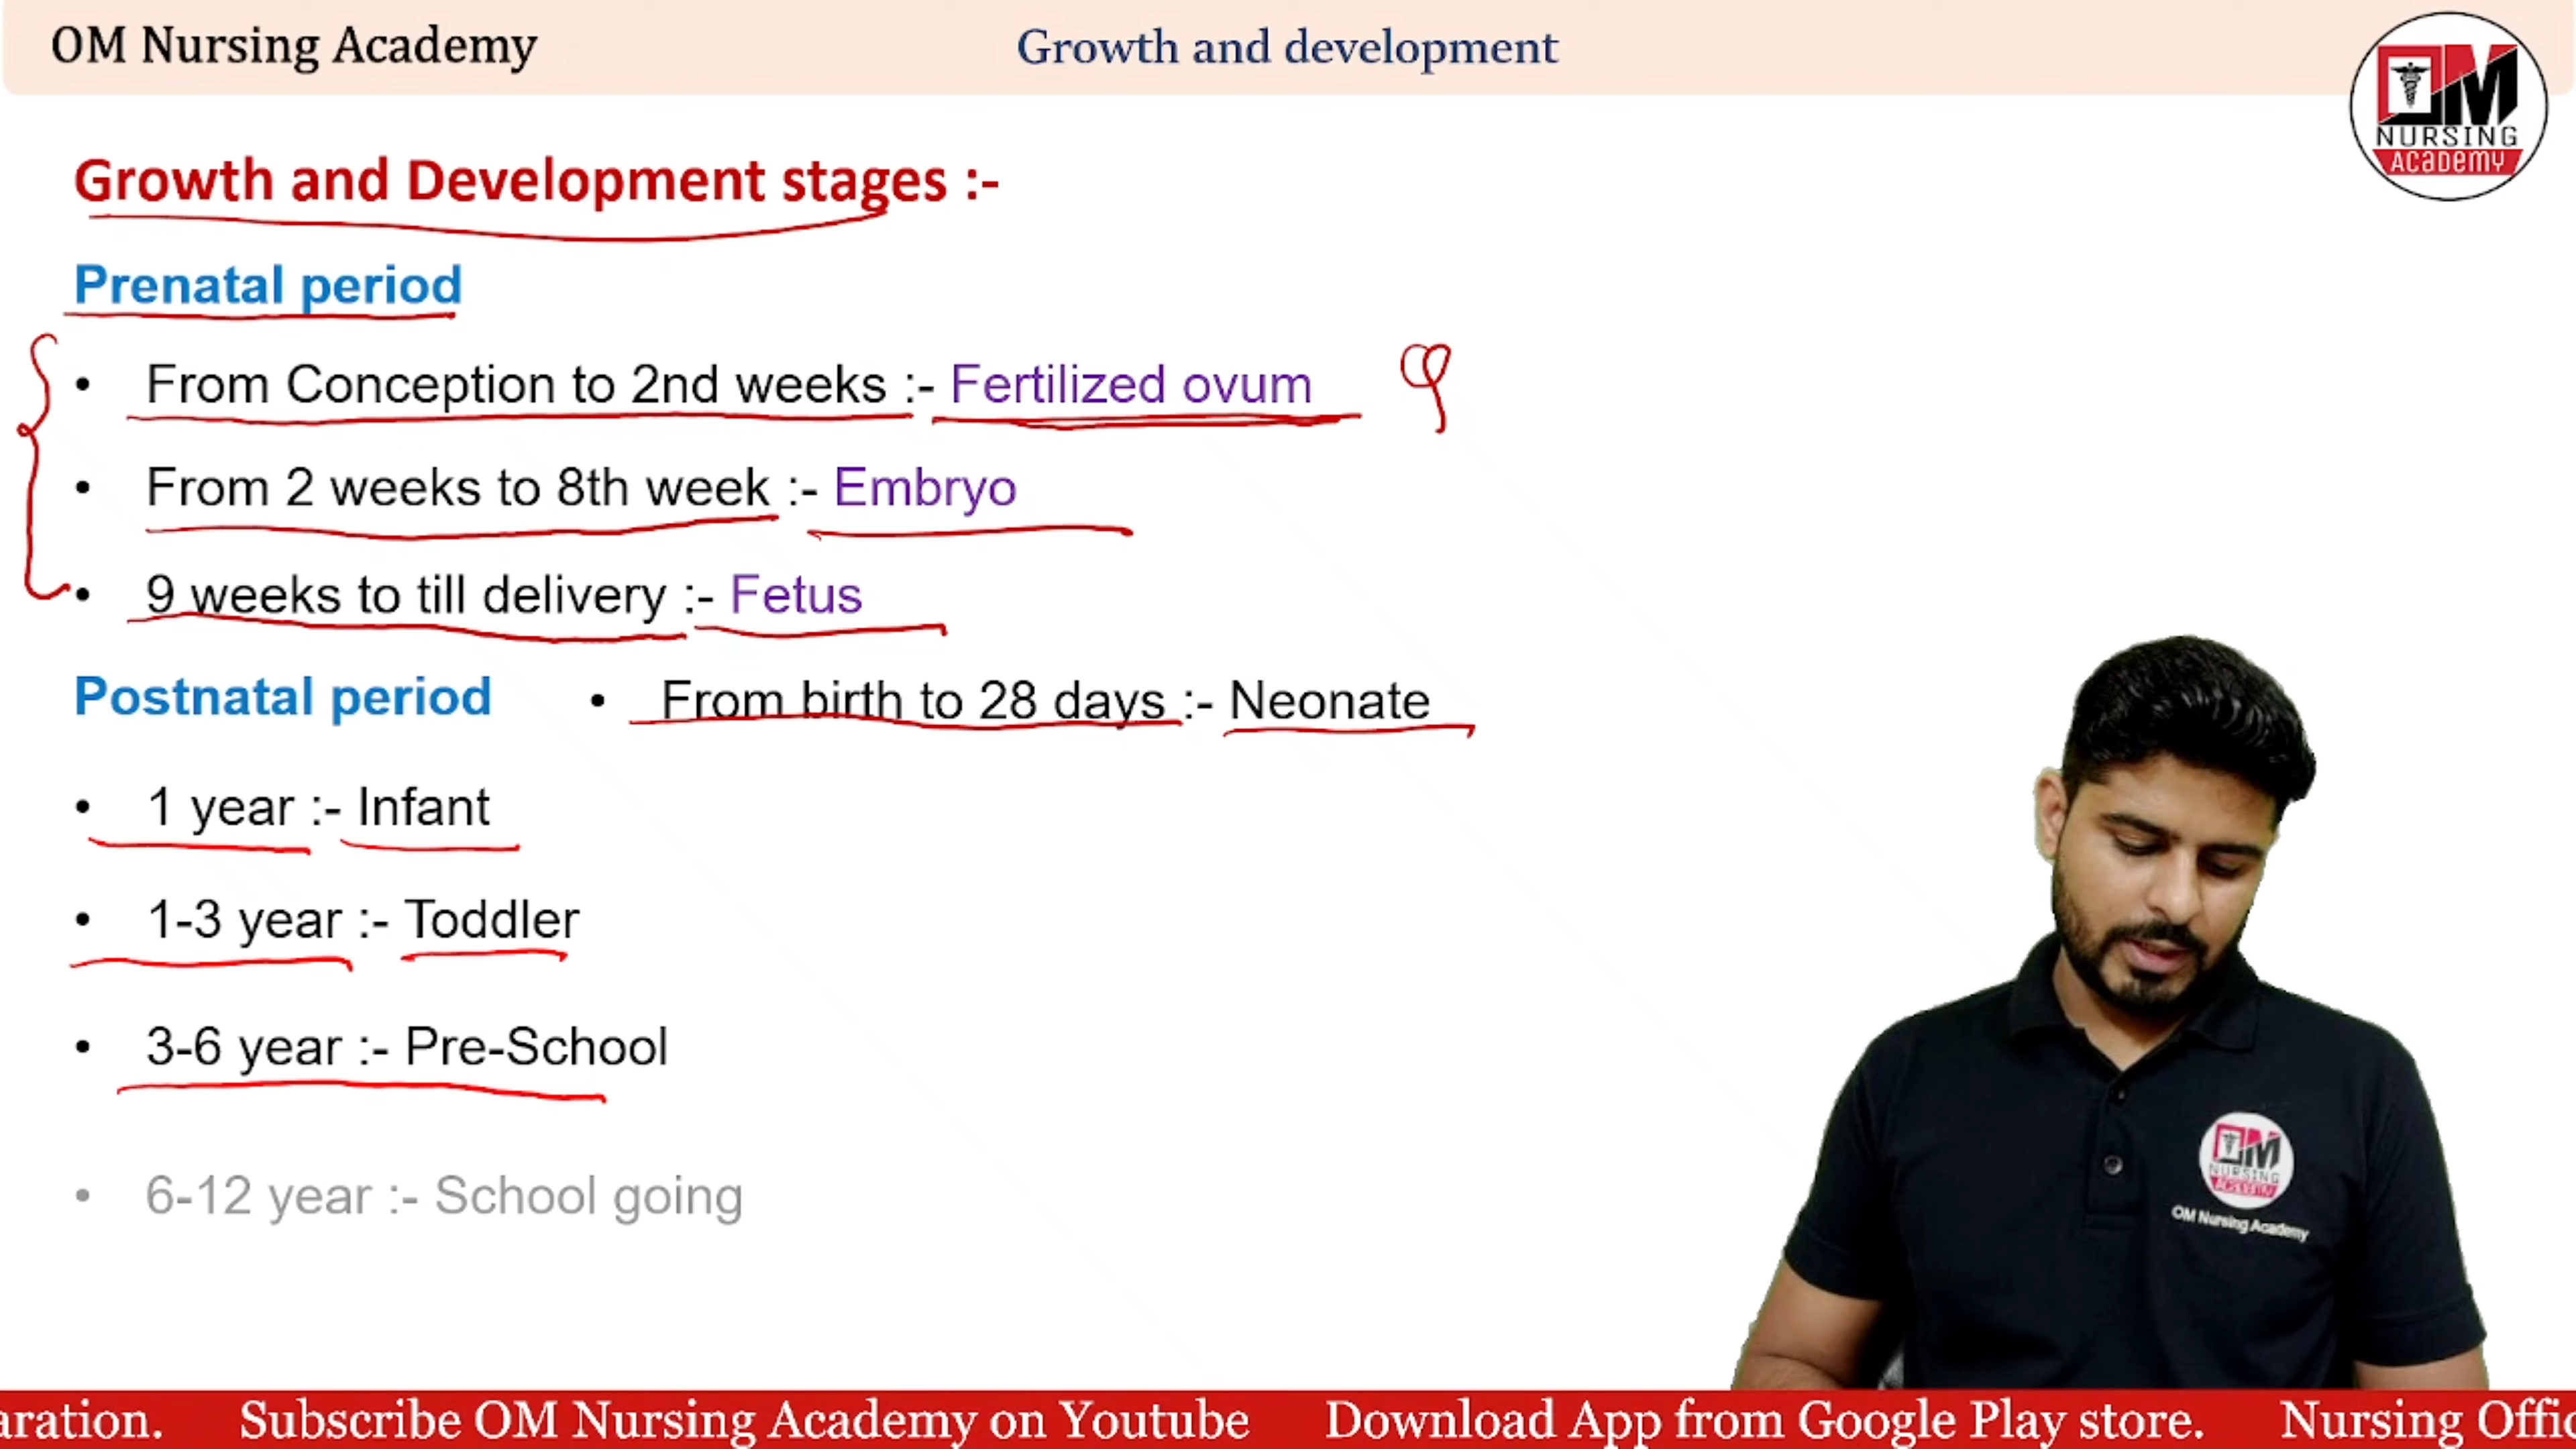 OM Nursing Academy
Growth and development
OM
NURSING
ACADEMY
Growth and Development stages :-
Prenatal period
• From Conception to 2nd weeks :- Fertilized ovum
• From 2 weeks to 8th week :- Embryo
• 9 weeks to till delivery :- Fetus
Postnatal period • From birth to 28 days :- Neonate
• 1 year :- Infant
• 1-3 year :- Toddler
• 3-6 year :- Pre-School
• 6-12 year :- School going
OM
NURSING
ACADEMY
OM Nursing Academy
aration. Subscribe OM Nursing Academy on Youtube Download App from Google Play store. Nursing Offic